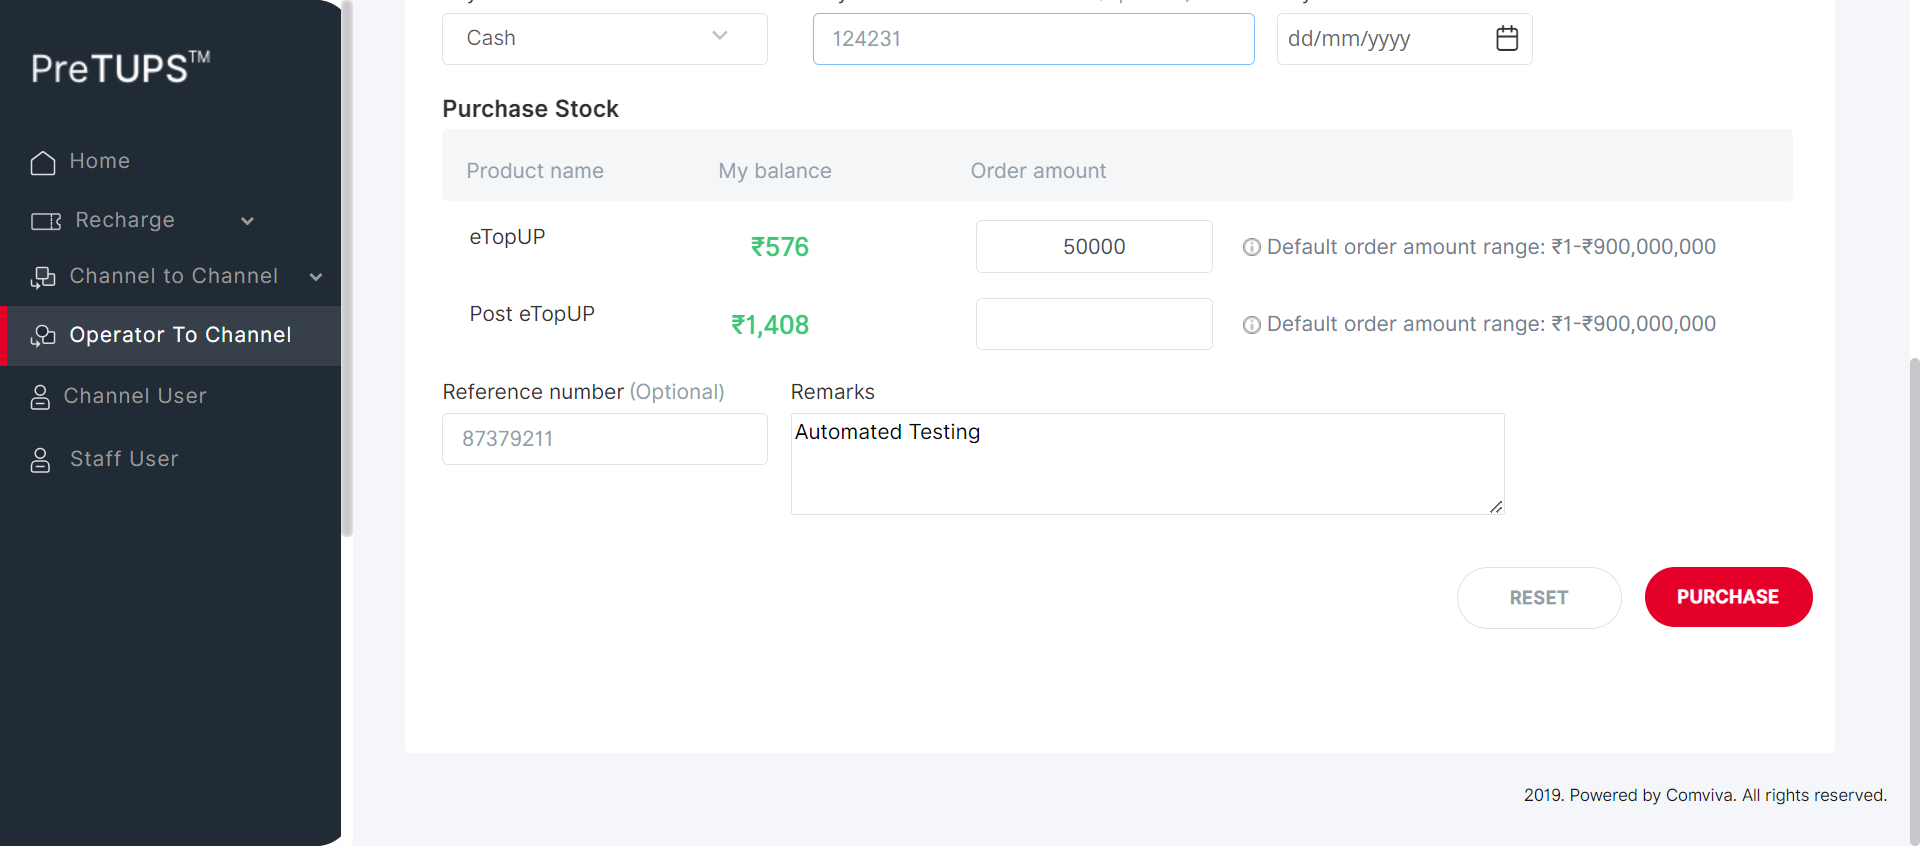 PreTUPS™
Home
Recharge
Channel to Channel
Operator To Channel
Channel User
Staff User
Cash
124231
dd/mm/yyyy
Purchase Stock
Product name My balance Order amount
eTopUP ₹576 50000 Default order amount range: ₹1-₹900,000,000
Post eTopUP ₹1,408 Default order amount range: ₹1-₹900,000,000
Reference number (Optional) Remarks
87379211 Automated Testing
RESET PURCHASE
2019. Powered by Comviva. All rights reserved.